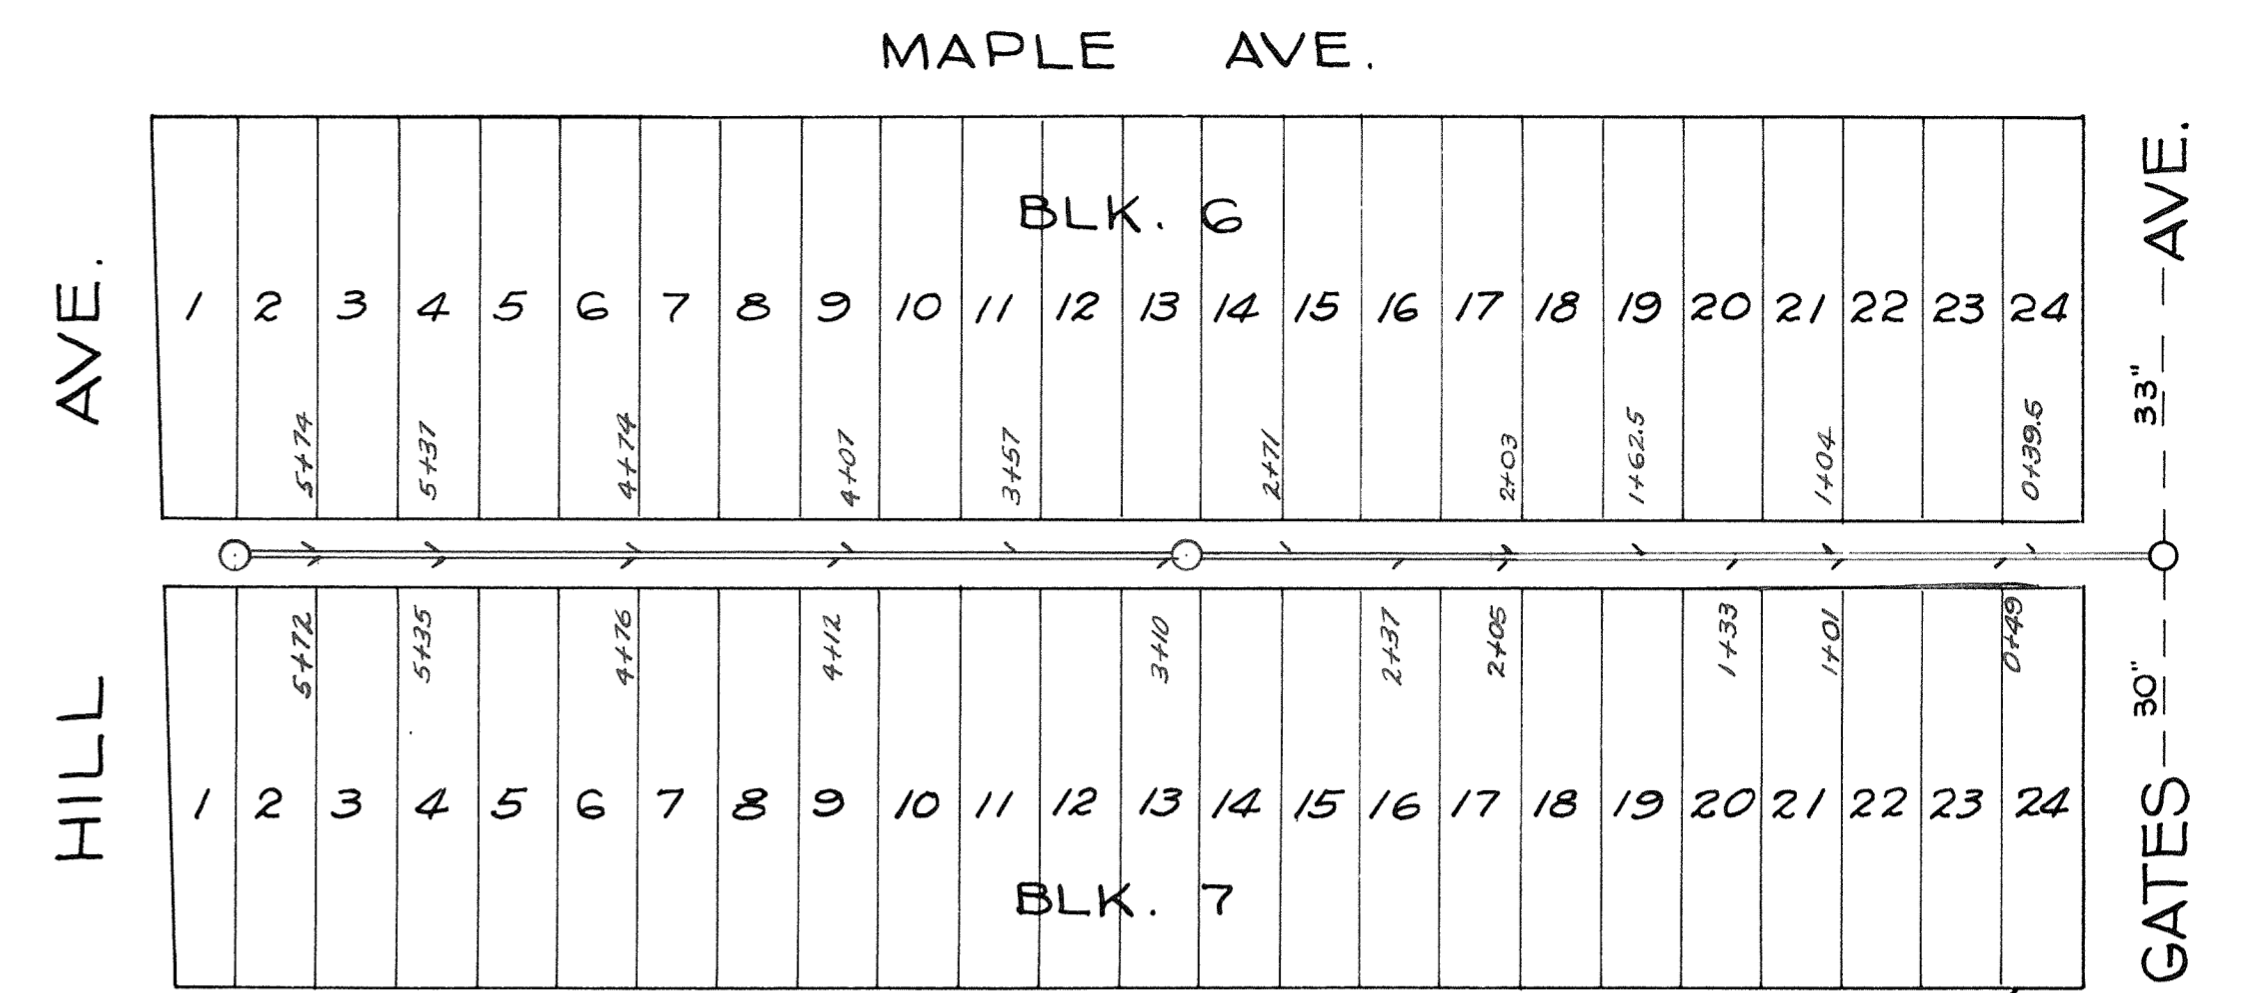 MAPLE AVE.
HILL AVE.
GATES AVE.
BLK. 6
1 2 3 4 5 6 7 8 9 10 11 12 13 14 15 16 17 18 19 20 21 22 23 24
5+74 5+37 4+74 4+07 3+57 2+71 2+03 1+62.5 1+04 0+39.5
33"
5+72 5+35 4+76 4+12 3+10 2+37 2+05 1+33 1+01 0+49
30"
1 2 3 4 5 6 7 8 9 10 11 12 13 14 15 16 17 18 19 20 21 22 23 24
BLK. 7